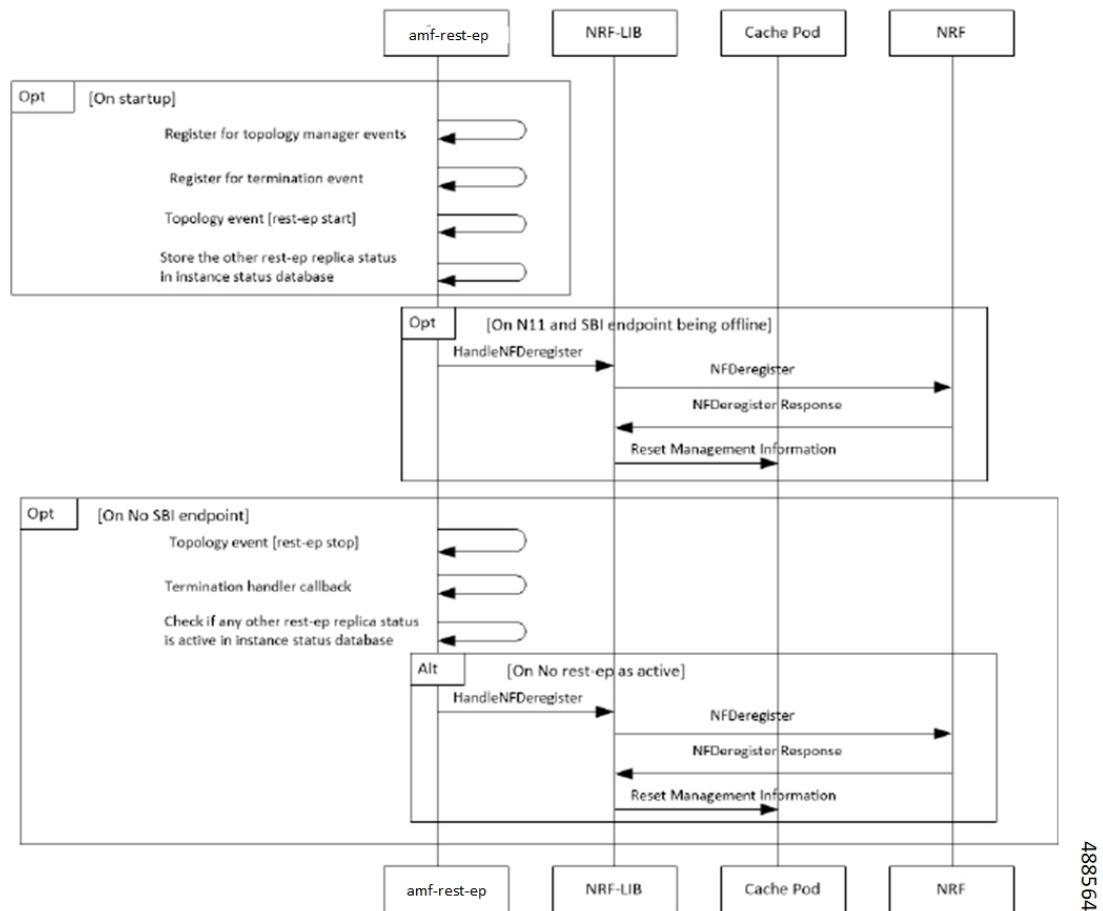 amf-rest-ep
NRF-LIB
Cache Pod
NRF
Opt
[On startup]
Register for topology manager events
Register for termination event
Topology event [rest-ep start]
Store the other rest-ep replica status
in instance status database
Opt
[On N11 and SBI endpoint being offline]
HandleNFDeregister
NFDeregister
NFDeregister Response
Reset Management Information
Opt
[On No SBI endpoint]
Topology event [rest-ep stop]
Termination handler callback
Check if any other rest-ep replica status
is active in instance status database
Alt
[On No rest-ep as active]
HandleNFDeregister
NFDeregister
NFDeregister Response
Reset Management Information
amf-rest-ep
NRF-LIB
Cache Pod
NRF
488564